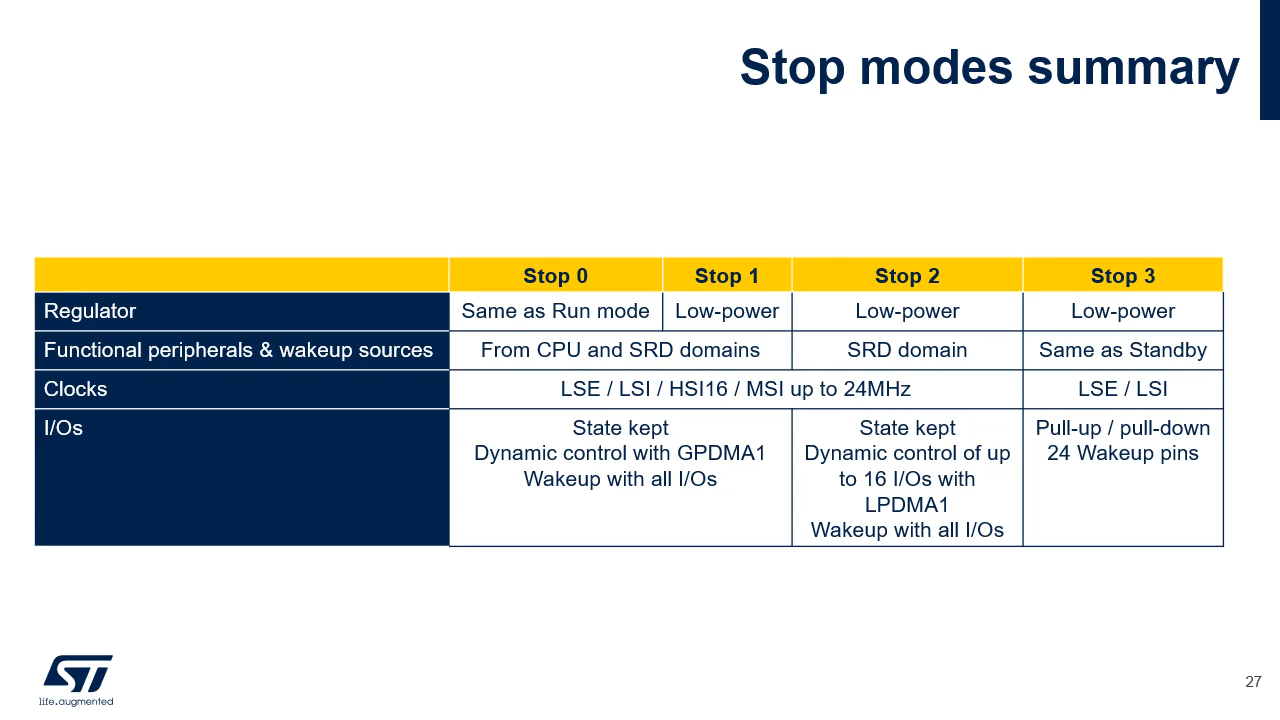 Stop modes summary
Stop 0 Stop 1 Stop 2 Stop 3
Regulator Same as Run mode Low-power Low-power Low-power
Functional peripherals & wakeup sources From CPU and SRD domains SRD domain Same as Standby
Clocks LSE / LSI / HSI16 / MSI up to 24MHz LSE / LSI
I/Os State kept State kept Pull-up / pull-down
Dynamic control with GPDMA1 Dynamic control of up 24 Wakeup pins
Wakeup with all I/Os to 16 I/Os with
LPDMA1
Wakeup with all I/Os
ST
life.augmented
27